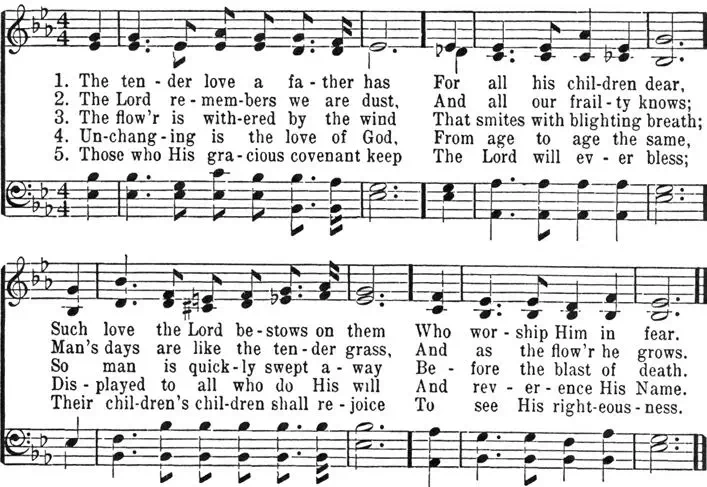 4 4
1. The ten - der love a fa - ther has For all his chil - dren dear,
2. The Lord re - mem - bers we are dust, And all our frail - ty knows;
3. The flow'r is with - ered by the wind That smites with blighting breath;
4. Un - chang - ing is the love of God, From age to age the same,
5. Those who His gra - cious covenant keep The Lord will ev - er bless;
4 4
Such love the Lord be - stows on them Who wor - ship Him in fear.
Man's days are like the ten - der grass, And as the flow'r he grows.
So man is quick - ly swept a - way Be - fore the blast of death.
Dis - played to all who do His will And rev - er - ence His Name.
Their chil - dren's chil - dren shall re - joice To see His right - eous - ness.